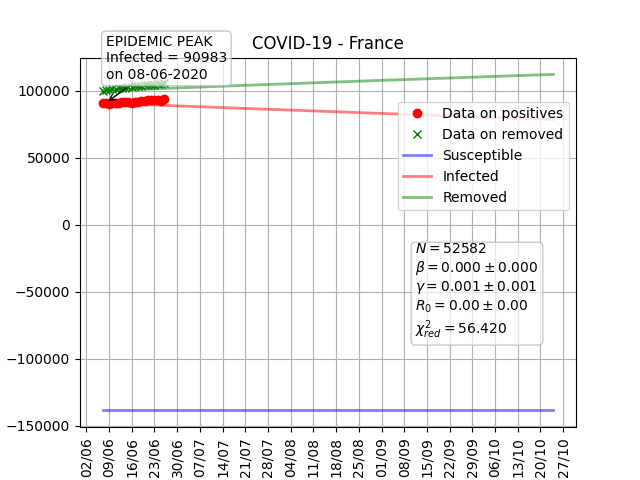 COVID-19 - France
EPIDEMIC PEAK
Infected = 90983
on 08-06-2020
100000
50000
0
−50000
−100000
−150000
Data on positives
Data on removed
Susceptible
Infected
Removed
N = 52582
β = 0.000 ± 0.000
γ = 0.001 ± 0.001
R₀ = 0.00 ± 0.00
χ²red = 56.420
02/06
09/06
16/06
23/06
30/06
07/07
14/07
21/07
28/07
04/08
11/08
18/08
25/08
01/09
08/09
15/09
22/09
29/09
06/10
13/10
20/10
27/10